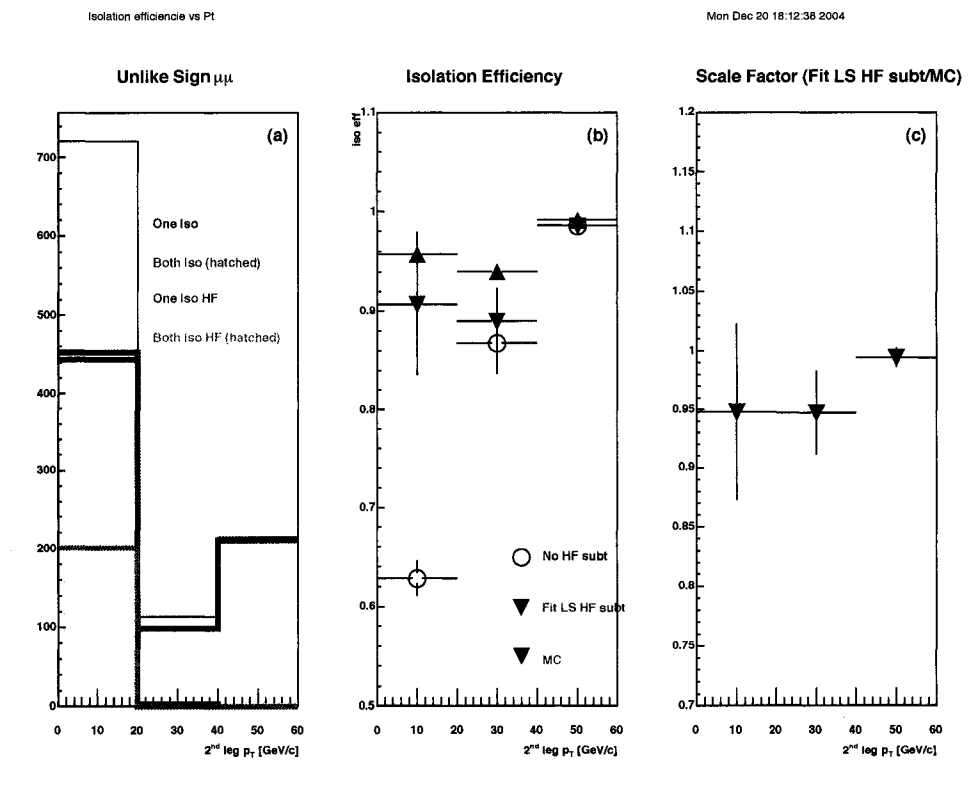 Isolation efficiencie vs Pt
Mon Dec 20 18:12:38 2004
Unlike Sign μμ
(a)
700
600
500
400
300
200
100
0
One Iso
Both Iso (hatched)
One Iso HF
Both Iso HF (hatched)
0 10 20 30 40 50 60
2nd leg pT [GeV/c]
Isolation Efficiency
iso eff
(b)
1.1
1
0.9
0.8
0.7
0.6
0.5
No HF subt
Fit LS HF subt
MC
0 10 20 30 40 50 60
2nd leg pT [GeV/c]
Scale Factor (Fit LS HF subt/MC)
(c)
1.2
1.15
1.1
1.05
1
0.95
0.9
0.85
0.8
0.75
0.7
0 10 20 30 40 50 60
2nd leg pT [GeV/c]